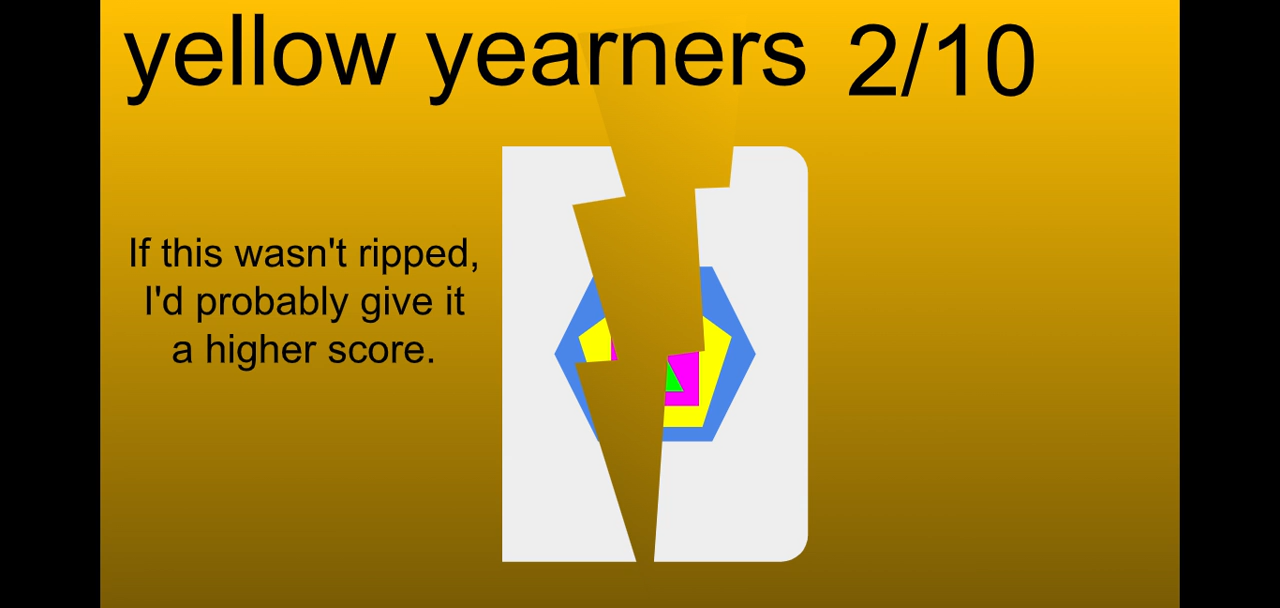 yellow yearners 2/10
If this wasn't ripped,
I'd probably give it
a higher score.